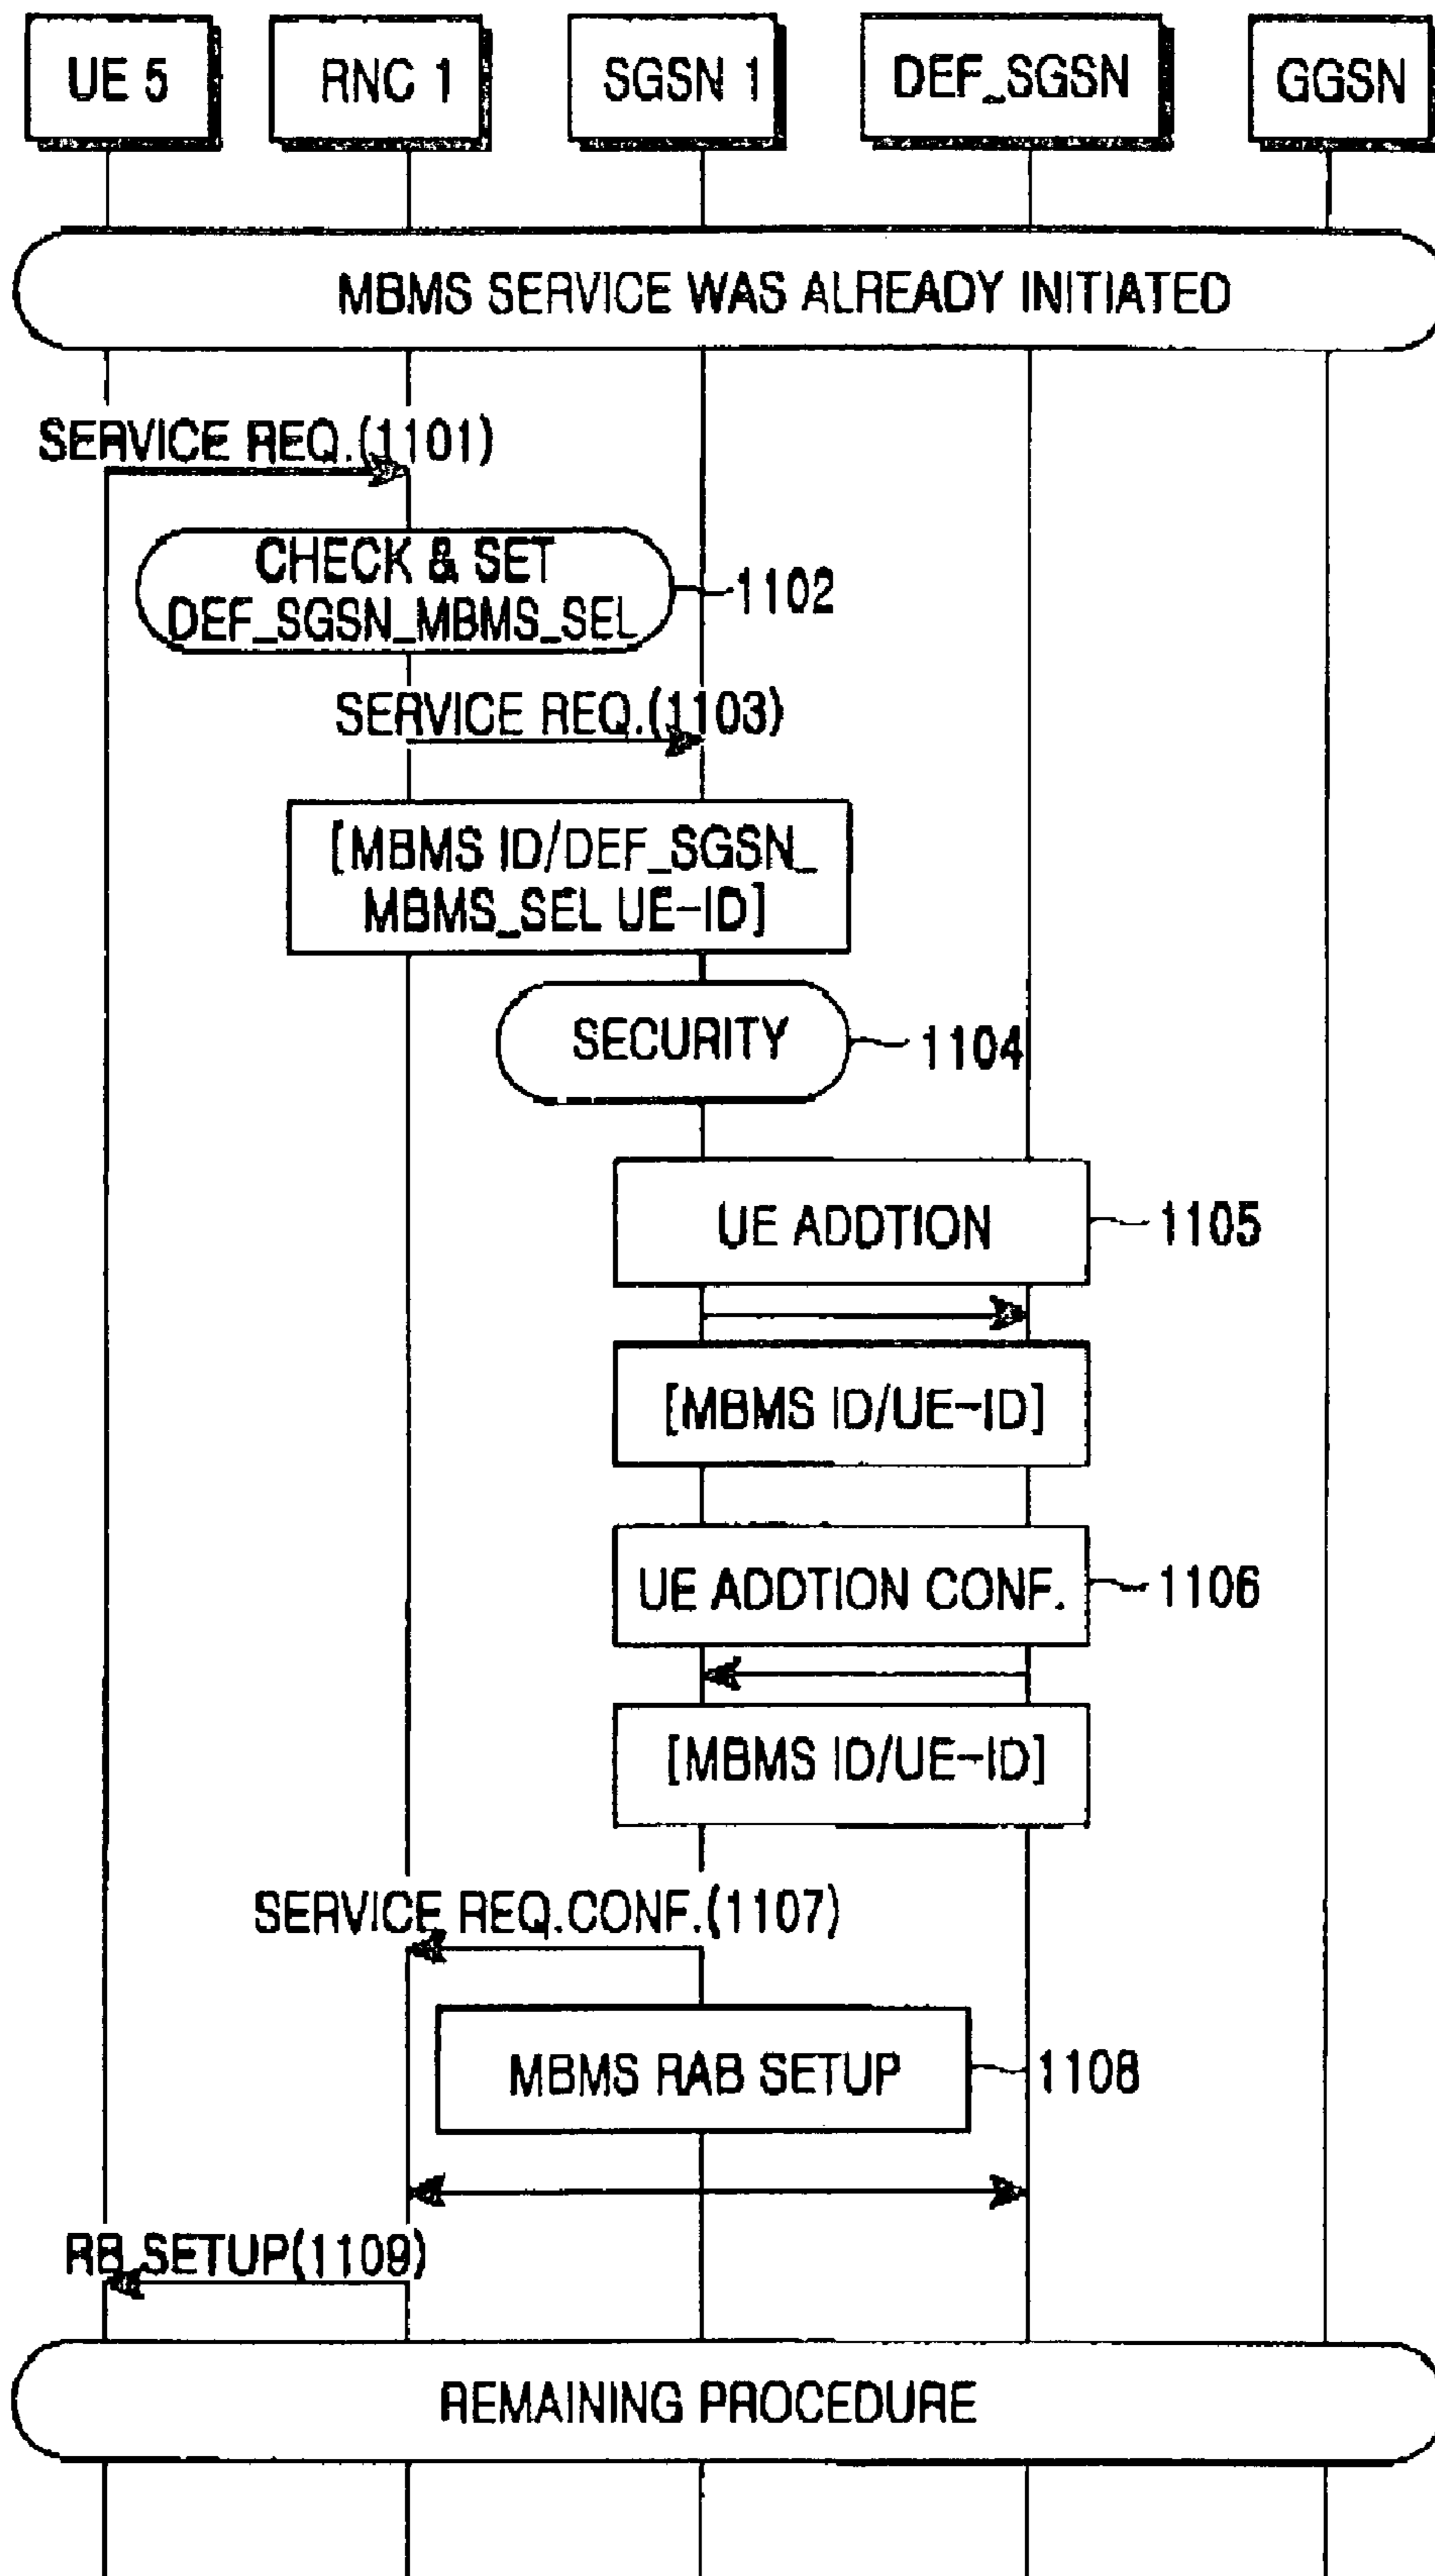 UE 5
RNC 1
SGSN 1
DEF_SGSN
GGSN
MBMS SERVICE WAS ALREADY INITIATED
SERVICE REQ.(1101)
CHECK & SET
DEF_SGSN_MBMS_SEL
1102
SERVICE REQ.(1103)
[MBMS ID/DEF_SGSN_
MBMS_SEL UE-ID]
SECURITY
1104
UE ADDTION
1105
[MBMS ID/UE-ID]
UE ADDTION CONF.
1106
[MBMS ID/UE-ID]
SERVICE REQ.CONF.(1107)
MBMS RAB SETUP
1108
RB SETUP(1109)
REMAINING PROCEDURE